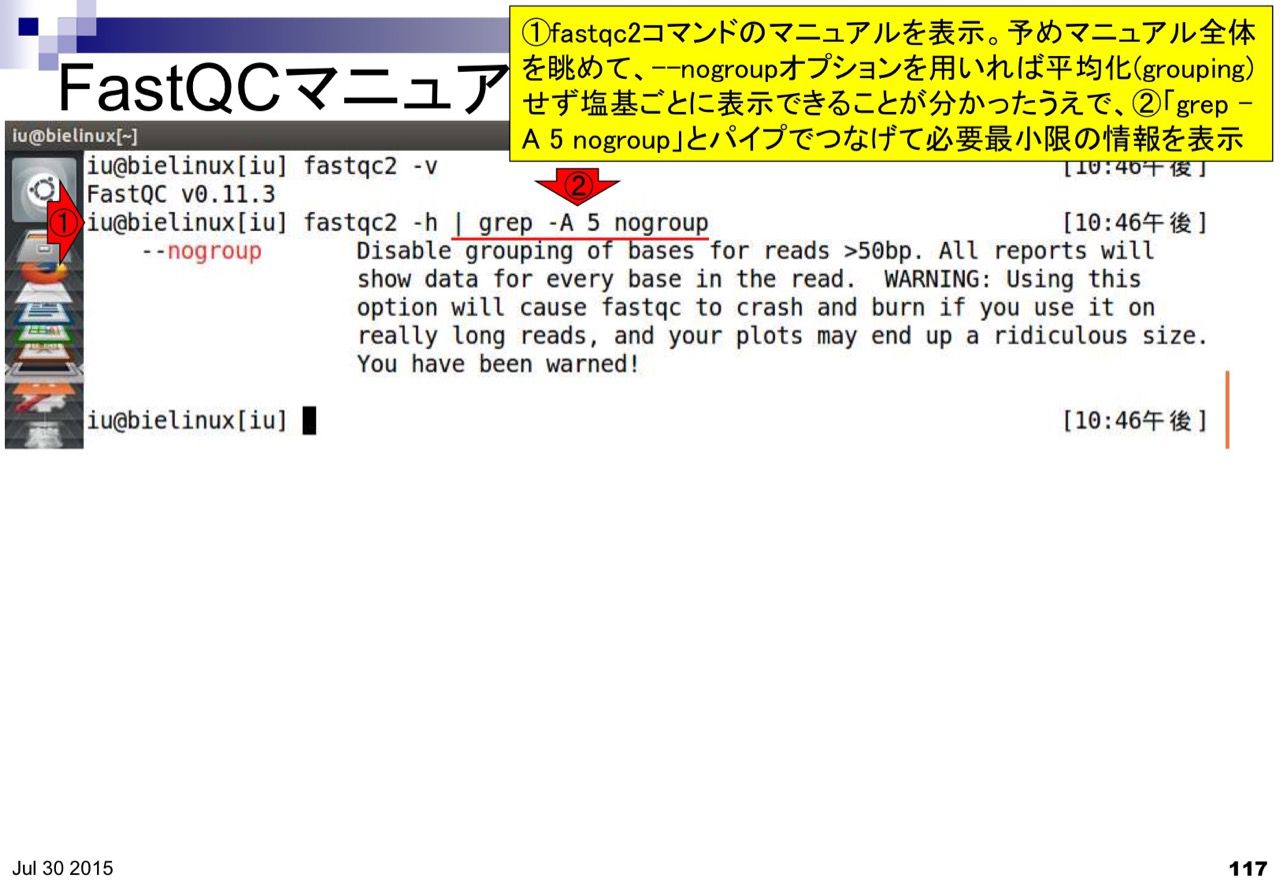 ①fastqc2コマンドのマニュアルを表示。予めマニュアル全体
を眺めて、--nogroupオプションを用いれば平均化(grouping)
せず塩基ごとに表示できることが分かったうえで、②「grep -
A 5 nogroup」とパイプでつなげて必要最小限の情報を表示
FastQCマニュア
iu@bielinux[~]
iu@bielinux[iu] fastqc2 -v [10:46午後]
FastQC v0.11.3
②
① iu@bielinux[iu] fastqc2 -h | grep -A 5 nogroup [10:46午後]
--nogroup Disable grouping of bases for reads >50bp. All reports will
show data for every base in the read. WARNING: Using this
option will cause fastqc to crash and burn if you use it on
really long reads, and your plots may end up a ridiculous size.
You have been warned!
iu@bielinux[iu] [10:46午後]
Jul 30 2015
117